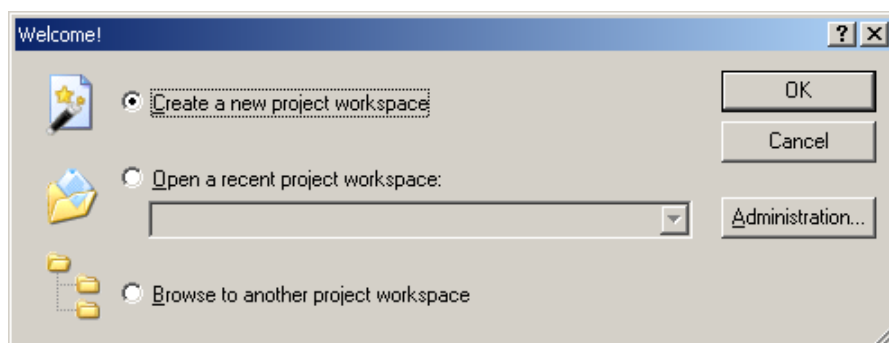 Welcome!
Create a new project workspace
OK
Cancel
Open a recent project workspace:
Administration...
Browse to another project workspace